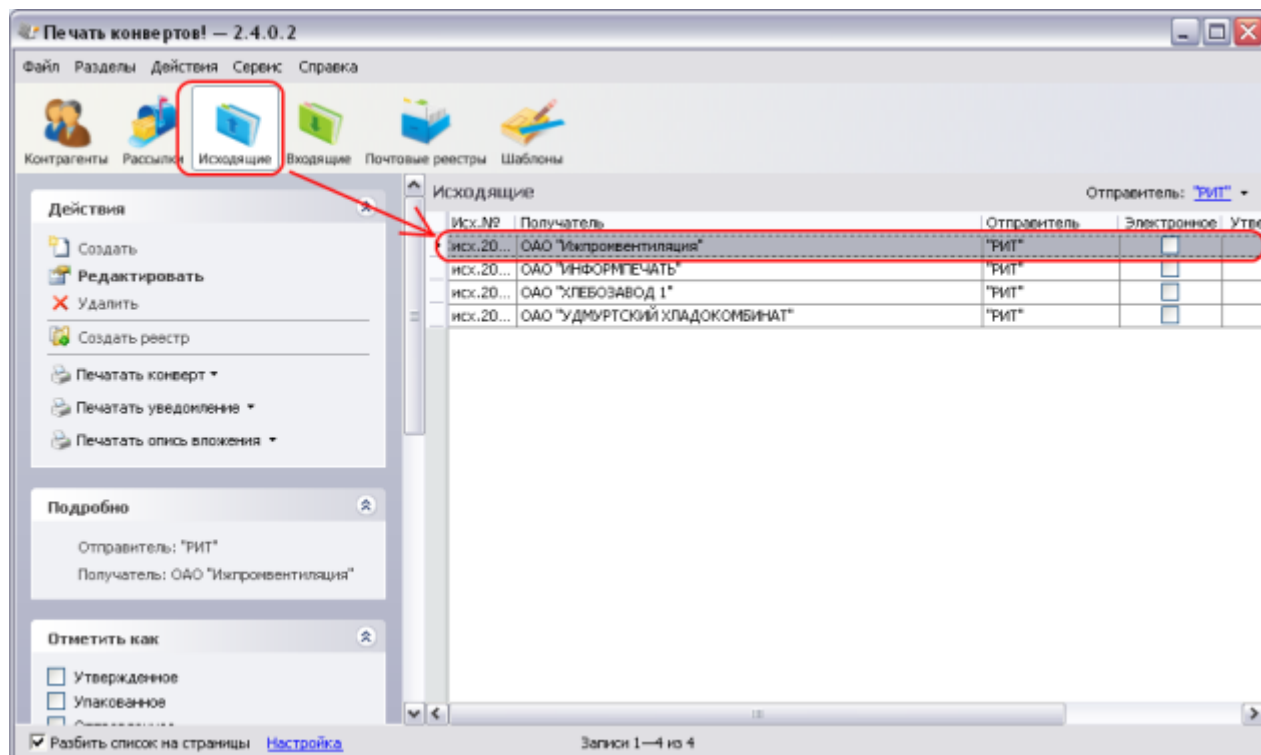 Печать конвертов! — 2.4.0.2
Файл Разделы Действия Сервис Справка
Контрагенты Рассылки Исходящие Входящие Почтовые реестры Шаблоны
Действия
Создать
Редактировать
Удалить
Создать реестр
Печатать конверт
Печатать уведомление
Печатать опись вложения
Подробно
Отправитель: "РИТ"
Получатель: ОАО "Ижпромвентиляция"
Отметить как
Утвержденное
Упакованное
Исходящие Отправитель: "РИТ"
Исх.№ Получатель Отправитель Электронное Утве
исх.20... ОАО "Ижпромвентиляция" "РИТ"
исх.20... ОАО "ИНФОРМПЕЧАТЬ" "РИТ"
исх.20... ОАО "ХЛЕБОЗАВОД 1" "РИТ"
исх.20... ОАО "УДМУРТСКИЙ ХЛАДОКОМБИНАТ" "РИТ"
Разбить список на страницы Настройка Записи 1—4 из 4